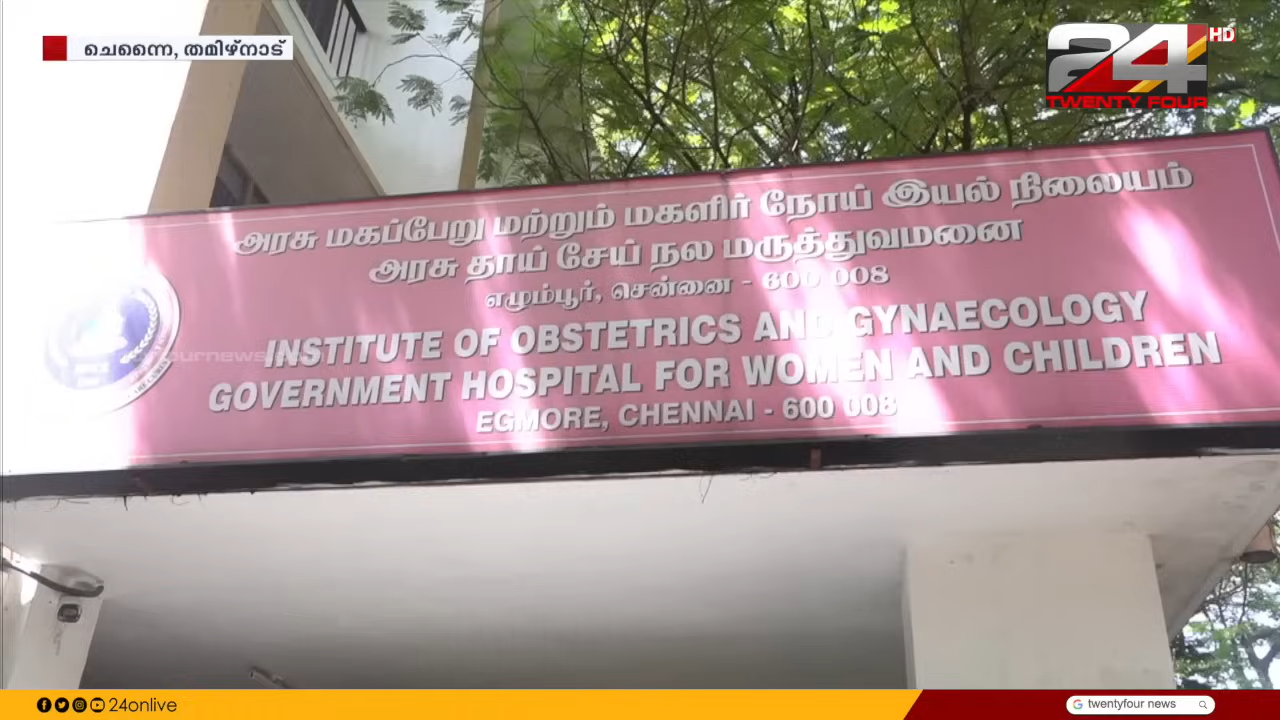 ചെന്നൈ, തമിഴ്നാട്
24 HD
TWENTY FOUR
அரசு மகப்பேறு மற்றும் மகளிர் நோய் இயல் நிலையம்
அரசு தாய் சேய் நல மருத்துவமனை
எழும்பூர், சென்னை - 600 008
INSTITUTE OF OBSTETRICS AND GYNAECOLOGY
GOVERNMENT HOSPITAL FOR WOMEN AND CHILDREN
EGMORE, CHENNAI - 600 008
24onlive
twentyfour news